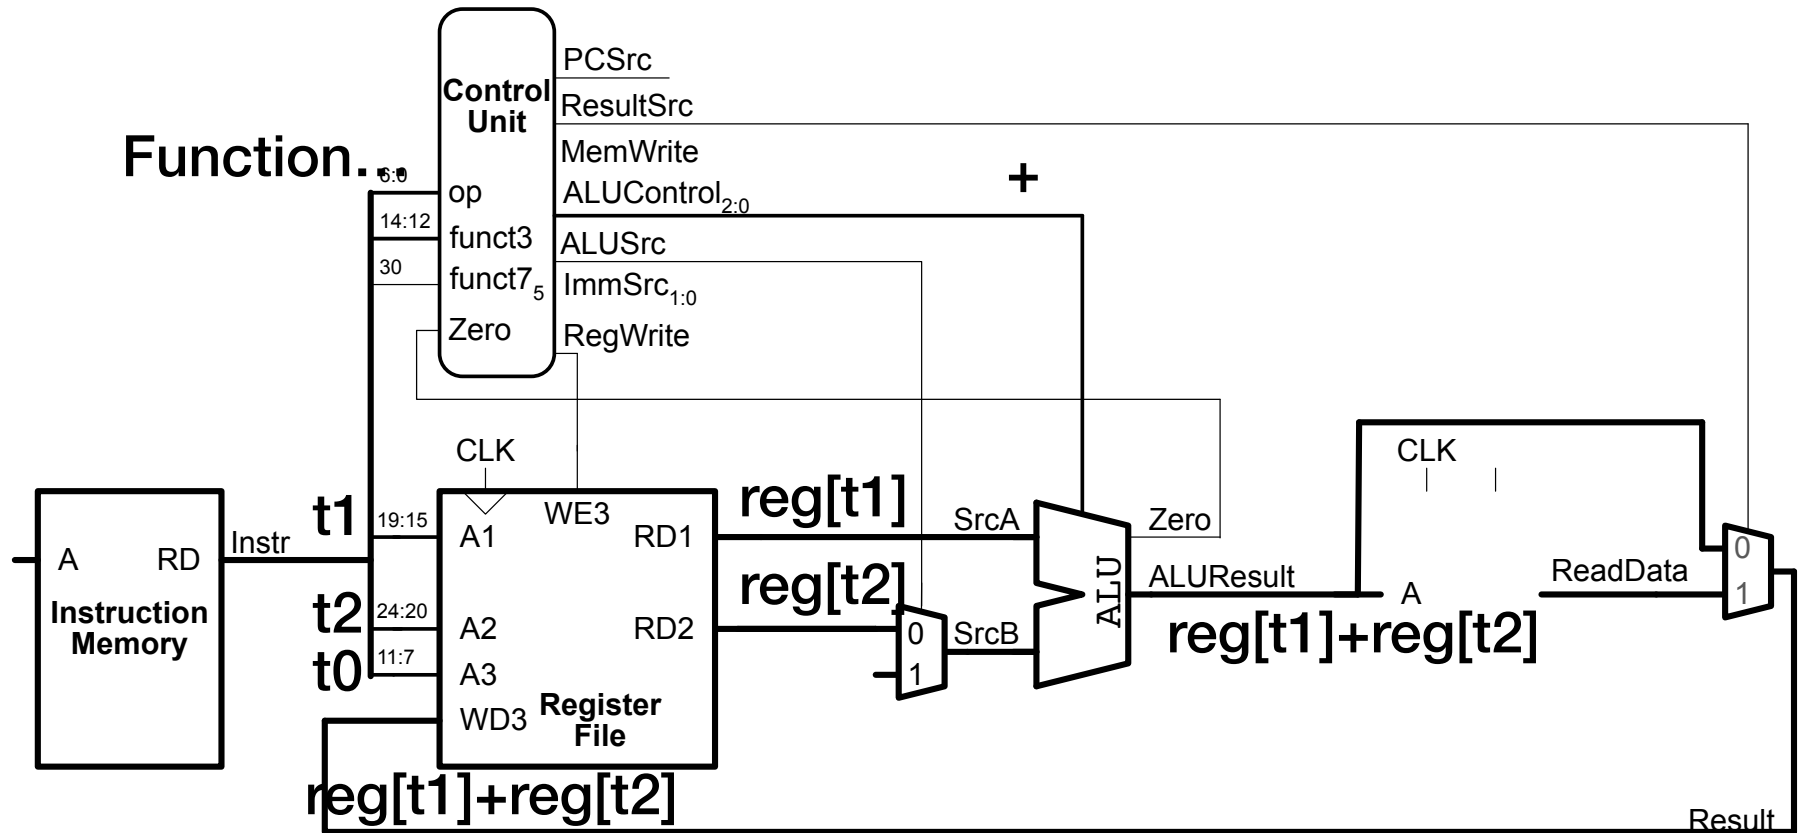 PCSrc
Control
Unit
ResultSrc
MemWrite
Function...
6:0
op
ALUControl2:0
+
14:12
funct3
ALUSrc
30
funct75
ImmSrc1:0
Zero
RegWrite
CLK
CLK
t1
19:15
A1
WE3
RD1
reg[t1]
SrcA
Zero
A
RD
Instr
0
Instruction
Memory
ALU
ALUResult
A
ReadData
1
t2
24:20
A2
RD2
reg[t2]
0
SrcB
reg[t1]+reg[t2]
t0
11:7
A3
1
WD3
Register
File
reg[t1]+reg[t2]
Result